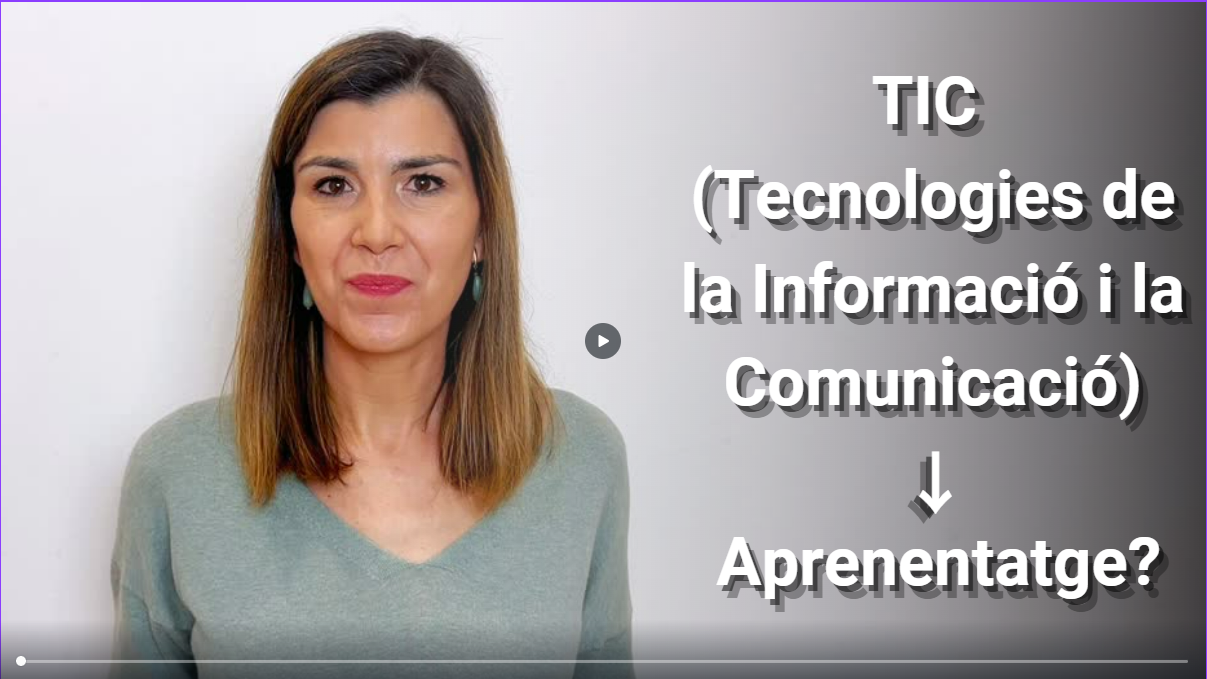 TIC
(Tecnologies de
la Informació i la
Comunicació)
↓
Aprenentatge?